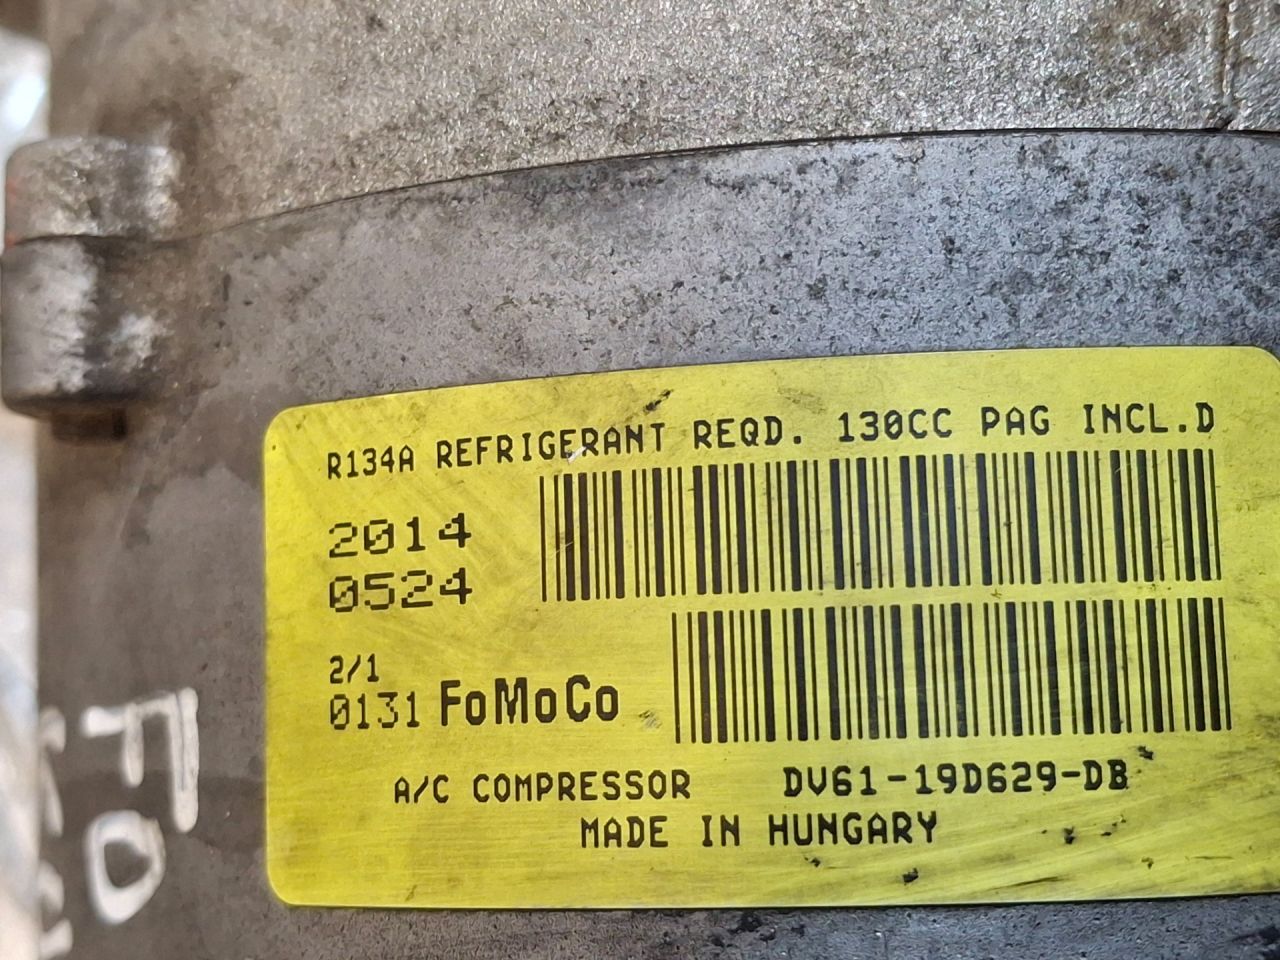 R134A REFRIGERANT REQD. 130CC PAG INCL.D
2014
0524
2/1
0131 FoMoCo
A/C COMPRESSOR DV61-19D629-DB
MADE IN HUNGARY
FO